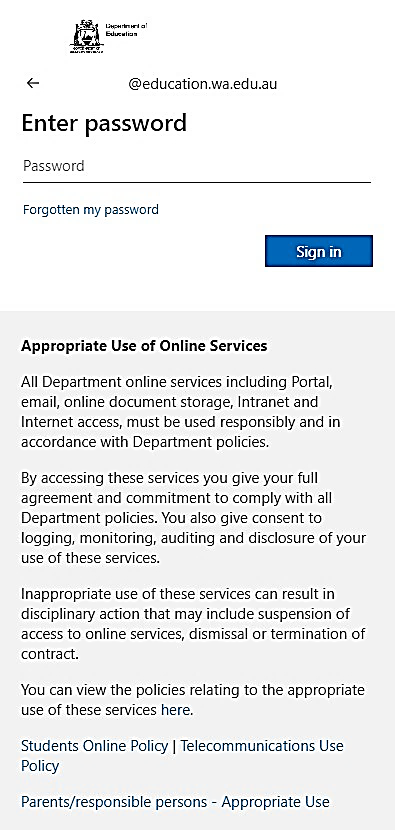 Department of
Education
@education.wa.edu.au
Enter password
Password
Forgotten my password
Sign in
Appropriate Use of Online Services
All Department online services including Portal,
email, online document storage, Intranet and
Internet access, must be used responsibly and in
accordance with Department policies.
By accessing these services you give your full
agreement and commitment to comply with all
Department policies. You also give consent to
logging, monitoring, auditing and disclosure of your
use of these services.
Inappropriate use of these services can result in
disciplinary action that may include suspension of
access to online services, dismissal or termination of
contract.
You can view the policies relating to the appropriate
use of these services here.
Students Online Policy | Telecommunications Use
Policy
Parents/responsible persons - Appropriate Use